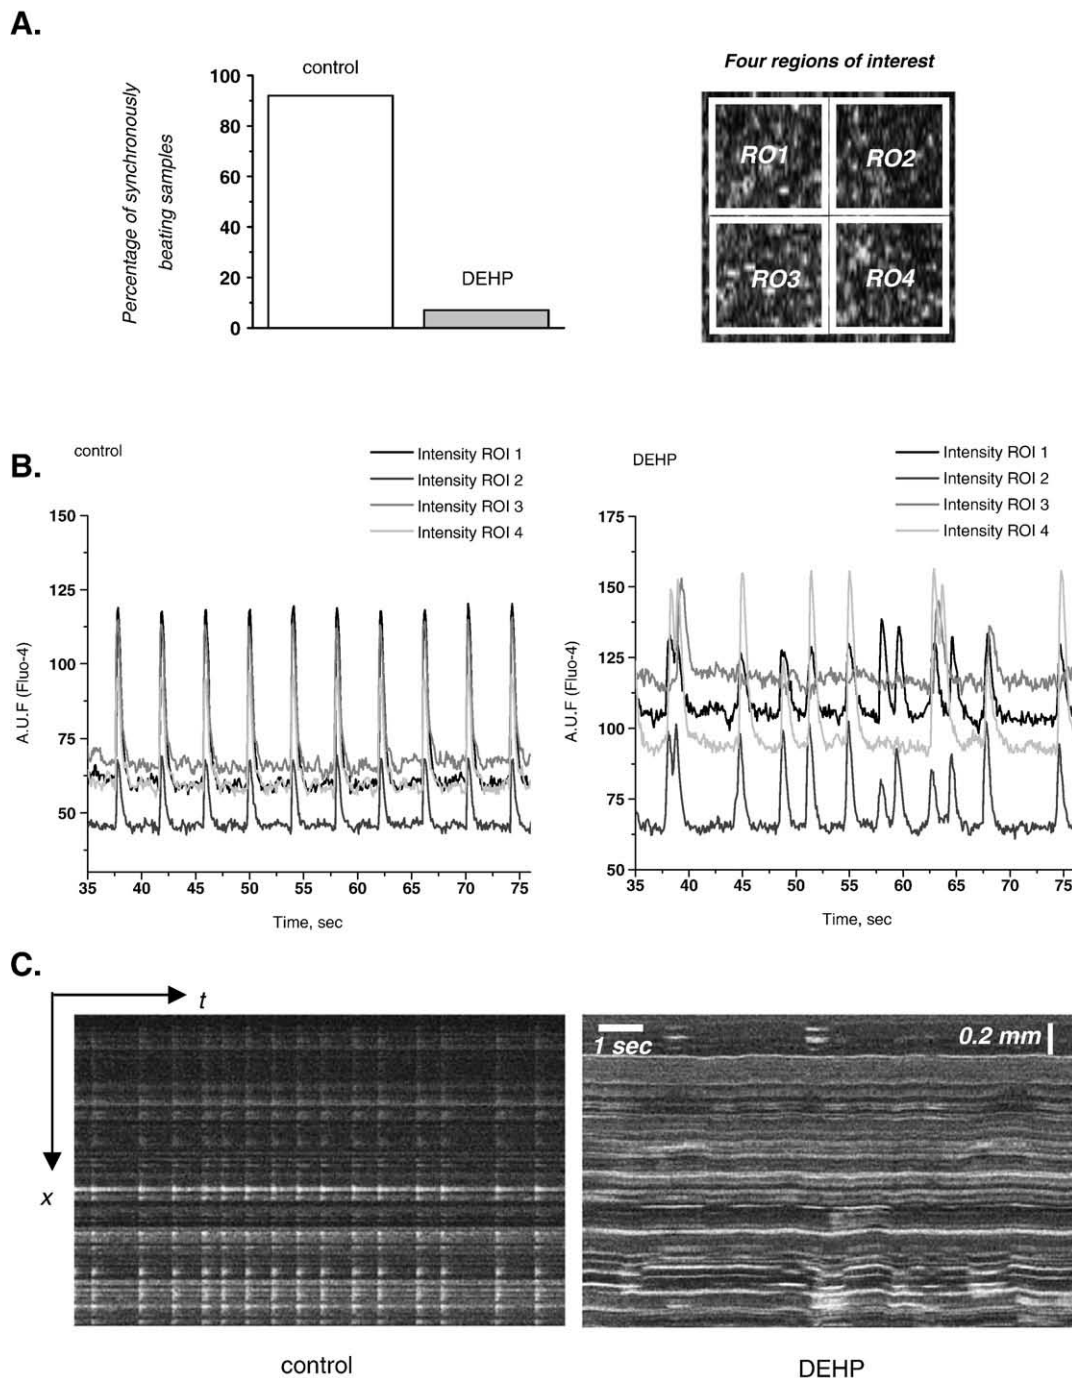 A.
control
Four regions of interest
Percentage of synchronously
beating samples
100
80
60
40
20
0
DEHP
RO1
RO2
RO3
RO4
B.
control
Intensity ROI 1
Intensity ROI 2
Intensity ROI 3
Intensity ROI 4
A.U.F (Fluo-4)
150
125
100
75
50
35 40 45 50 55 60 65 70 75
Time, sec
DEHP
Intensity ROI 1
Intensity ROI 2
Intensity ROI 3
Intensity ROI 4
A.U.F (Fluo-4)
175
150
125
100
75
50
35 40 45 50 55 60 65 70 75
Time, sec
C.
t
x
1 sec
0.2 mm
control
DEHP